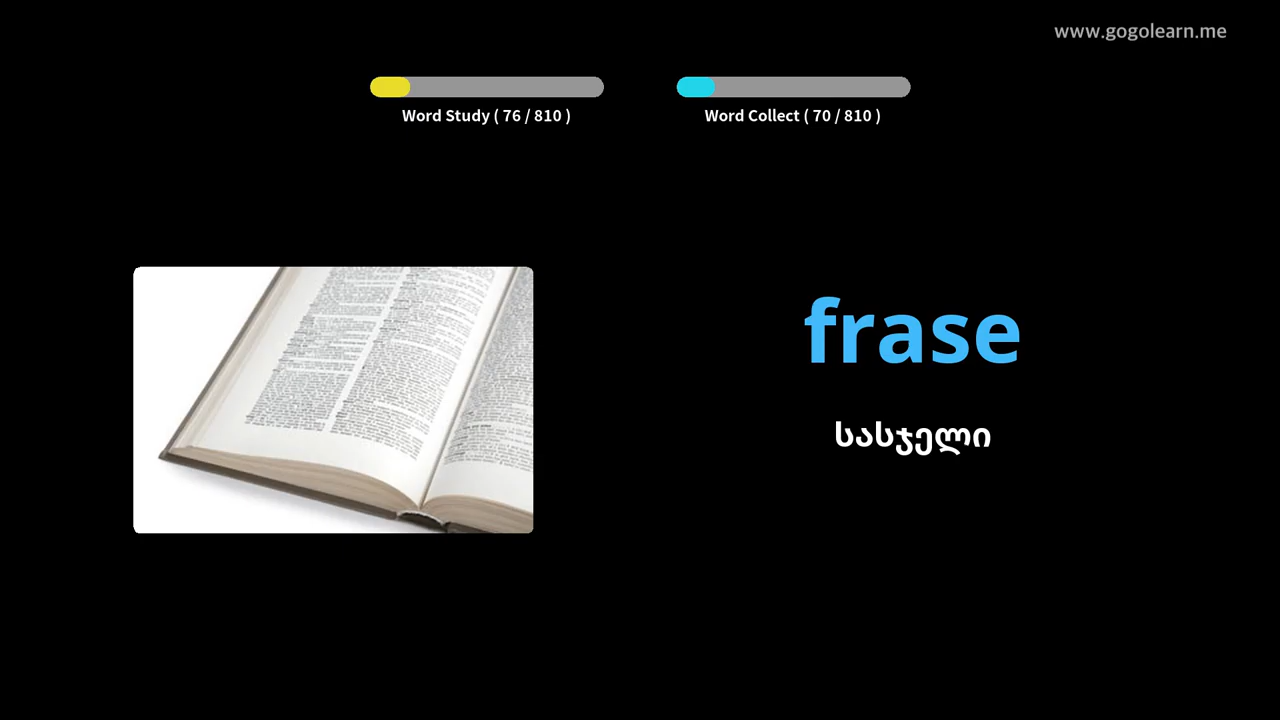 www.gogolearn.me
Word Study ( 76 / 810 )
Word Collect ( 70 / 810 )
frase
სასჯელი